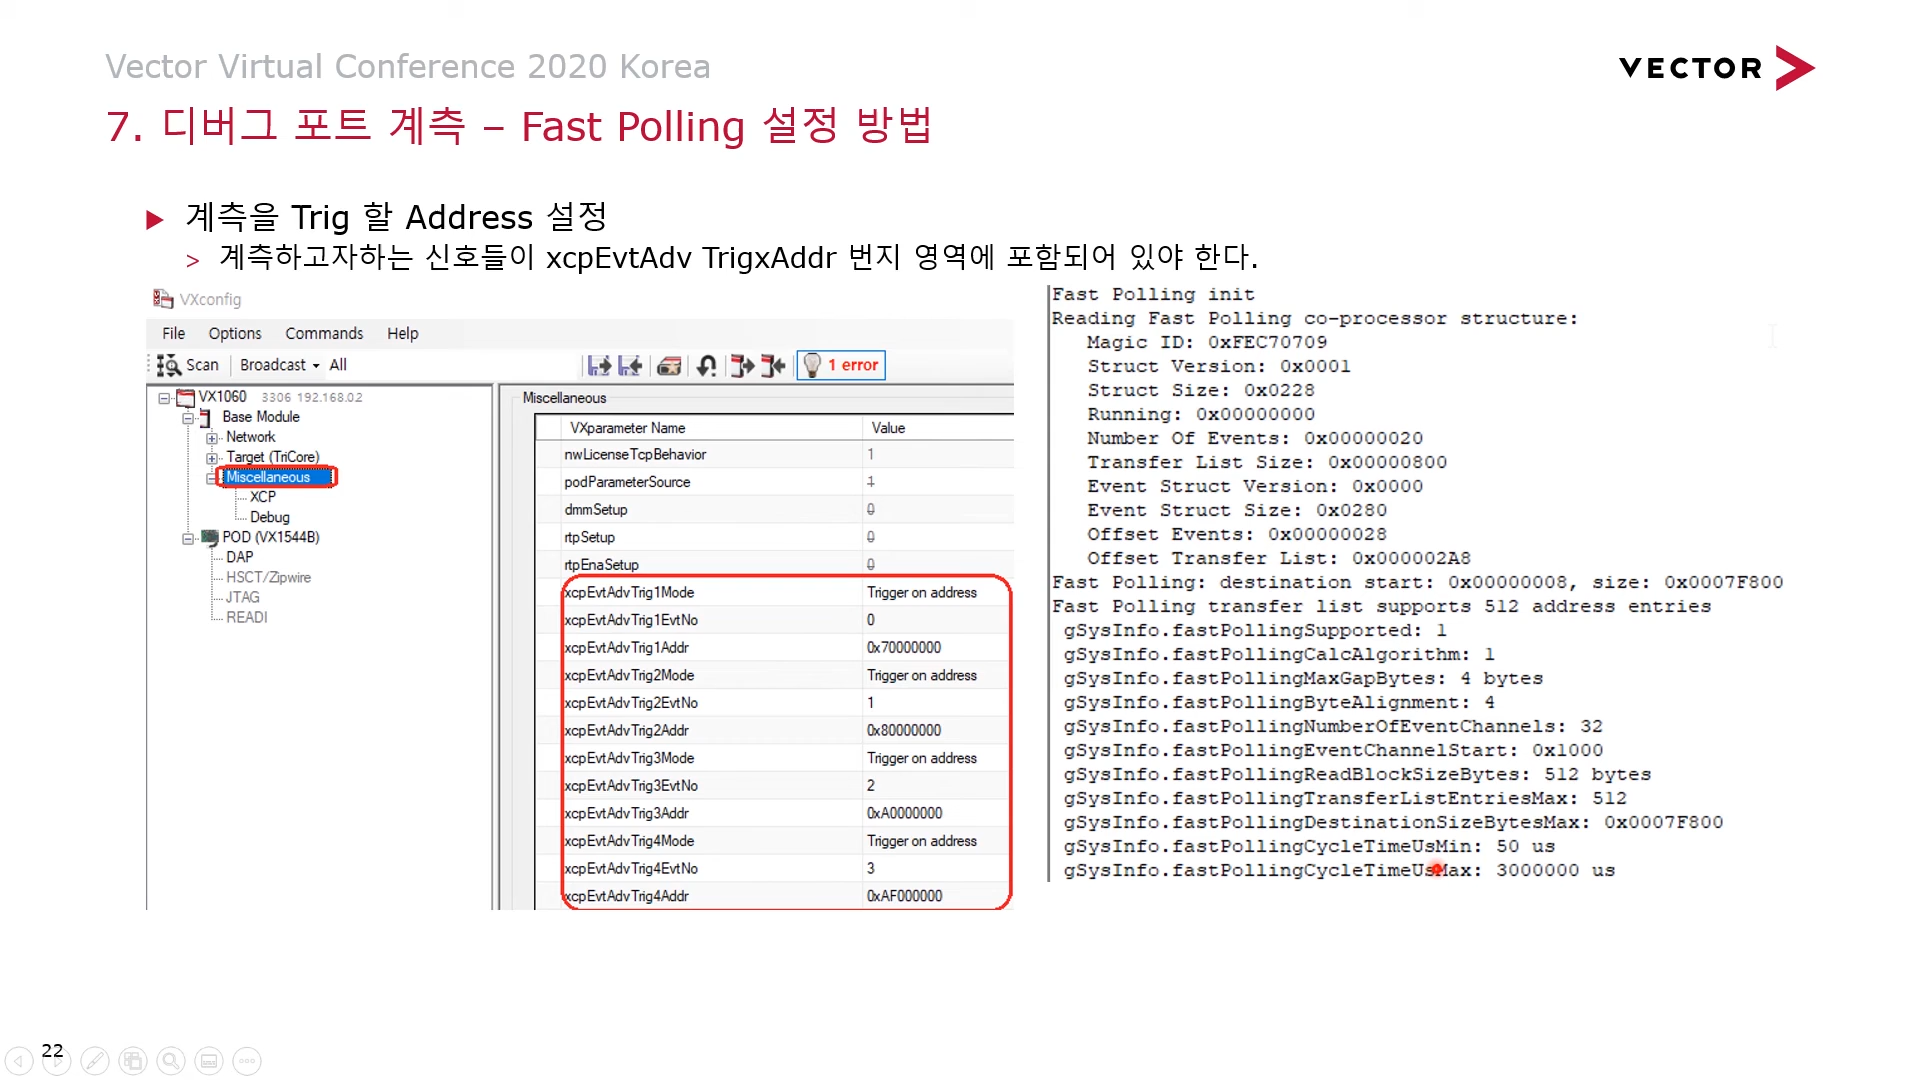 Vector Virtual Conference 2020 Korea
VECTOR
7. 디버그 포트 계측 – Fast Polling 설정 방법
계측을 Trig 할 Address 설정
> 계측하고자하는 신호들이 xcpEvtAdv TrigxAddr 번지 영역에 포함되어 있야 한다.
VXconfig
File Options Commands Help
Scan Broadcast All
1 error
VX1060 3306 192.168.02
Base Module
Network
Target (TriCore)
Miscellaneous
XCP
Debug
POD (VX1544B)
DAP
HSCT/Zipwire
JTAG
READI
Miscellaneous
VXparameter Name Value
nwLicenseTcpBehavior 1
podParameterSource 1
dmmSetup 0
rtpSetup 0
rtpEnaSetup 0
xcpEvtAdvTrig1Mode Trigger on address
xcpEvtAdvTrig1EvtNo 0
xcpEvtAdvTrig1Addr 0x70000000
xcpEvtAdvTrig2Mode Trigger on address
xcpEvtAdvTrig2EvtNo 1
xcpEvtAdvTrig2Addr 0x80000000
xcpEvtAdvTrig3Mode Trigger on address
xcpEvtAdvTrig3EvtNo 2
xcpEvtAdvTrig3Addr 0xA0000000
xcpEvtAdvTrig4Mode Trigger on address
xcpEvtAdvTrig4EvtNo 3
xcpEvtAdvTrig4Addr 0xAF000000
Fast Polling init
Reading Fast Polling co-processor structure:
Magic ID: 0xFEC70709
Struct Version: 0x0001
Struct Size: 0x0228
Running: 0x00000000
Number Of Events: 0x00000020
Transfer List Size: 0x00000800
Event Struct Version: 0x0000
Event Struct Size: 0x0280
Offset Events: 0x00000028
Offset Transfer List: 0x000002A8
Fast Polling: destination start: 0x00000008, size: 0x0007F800
Fast Polling transfer list supports 512 address entries
gSysInfo.fastPollingSupported: 1
gSysInfo.fastPollingCalcAlgorithm: 1
gSysInfo.fastPollingMaxGapBytes: 4 bytes
gSysInfo.fastPollingByteAlignment: 4
gSysInfo.fastPollingNumberOfEventChannels: 32
gSysInfo.fastPollingEventChannelStart: 0x1000
gSysInfo.fastPollingReadBlockSizeBytes: 512 bytes
gSysInfo.fastPollingTransferListEntriesMax: 512
gSysInfo.fastPollingDestinationSizeBytesMax: 0x0007F800
gSysInfo.fastPollingCycleTimeUsMin: 50 us
gSysInfo.fastPollingCycleTimeUsMax: 3000000 us
22